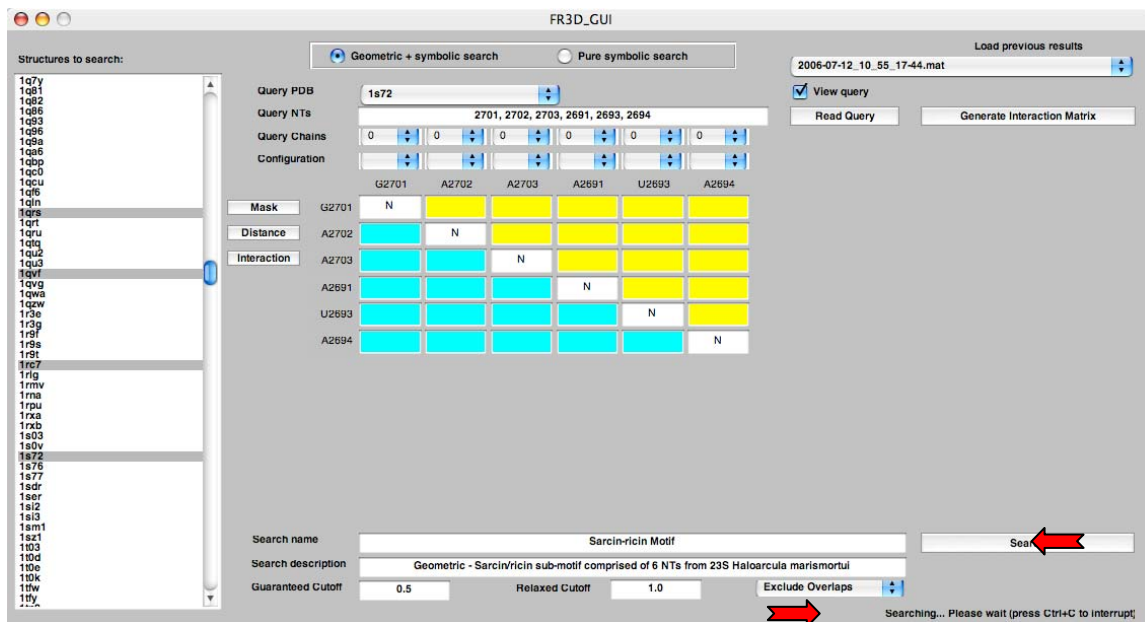 FR3D_GUI
Structures to search:
1q7y
1q81
1q82
1q86
1q93
1q96
1q9a
1qa6
1qbp
1qc0
1qcu
1qf6
1qln
1qrs
1qrt
1qru
1qtq
1qu2
1qu3
1qvf
1qvg
1qwa
1qzw
1r3e
1r3g
1r9f
1r9s
1r9t
1rc7
1rlg
1rmv
1rna
1rpu
1rxa
1rxb
1s03
1s0v
1s72
1s76
1s77
1sdr
1ser
1si2
1si3
1sm1
1sz1
1t03
1t0d
1t0e
1t0k
1tfw
1tfy
Geometric + symbolic search Pure symbolic search
Query PDB 1s72
Query NTs 2701, 2702, 2703, 2691, 2693, 2694
Query Chains 0 0 0 0 0 0
Configuration
G2701 A2702 A2703 A2691 U2693 A2694
Mask G2701 N
Distance A2702 N
Interaction A2703 N
A2691 N
U2693 N
A2694 N
Load previous results
2006-07-12_10_55_17-44.mat
View query
Read Query Generate Interaction Matrix
Search name Sarcin-ricin Motif
Sear
Search description Geometric - Sarcin/ricin sub-motif comprised of 6 NTs from 23S Haloarcula marismortui
Guaranteed Cutoff 0.5 Relaxed Cutoff 1.0 Exclude Overlaps
Searching... Please wait (press Ctrl+C to interrupt)